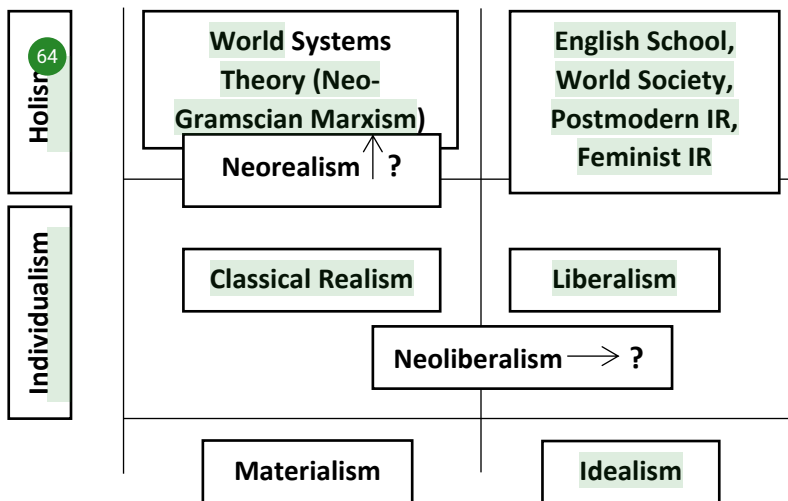 World Systems
Theory (Neo-
Gramscian Marxism)
English School,
World Society,
Postmodern IR,
Feminist IR
64
Holism
Neorealism ↑ ?
Individualism
Classical Realism
Liberalism
Neoliberalism → ?
Materialism
Idealism